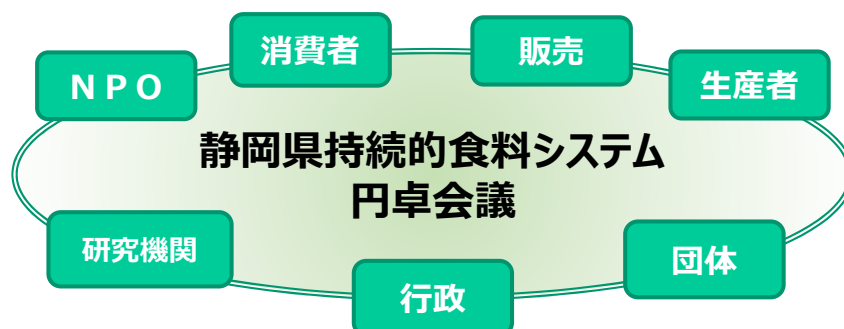 消費者
販売
NPO
生産者
静岡県持続的食料システム
円卓会議
研究機関
団体
行政